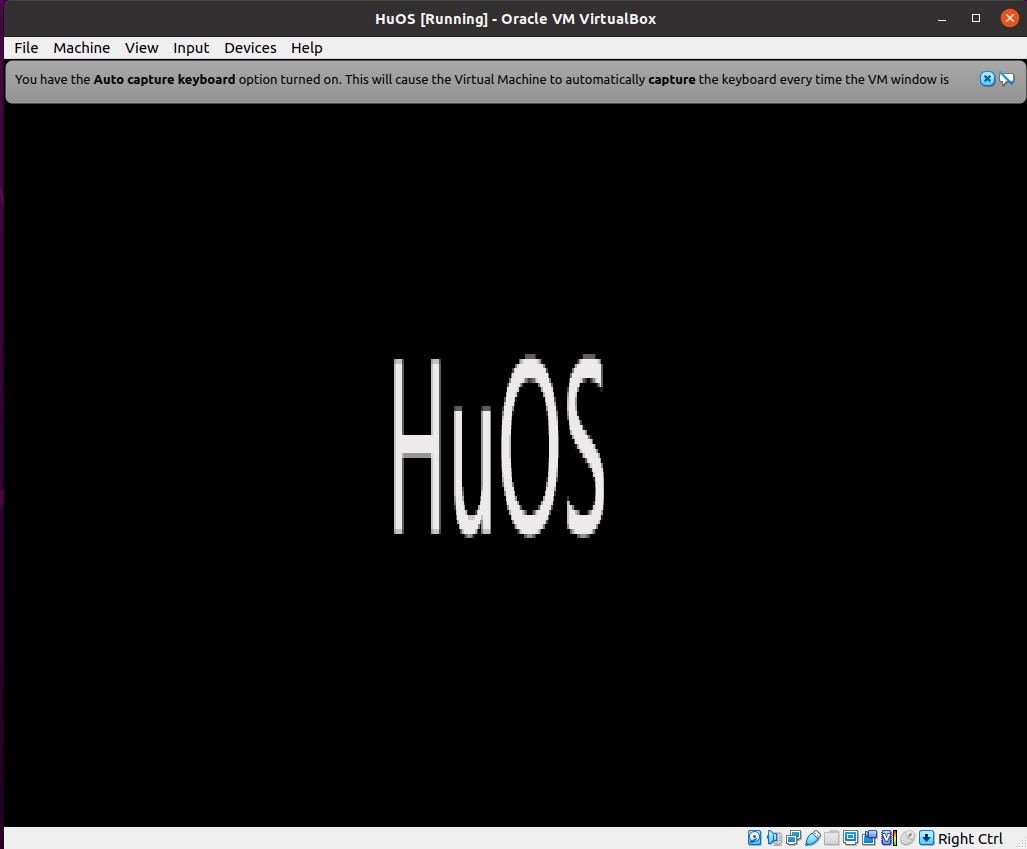 HuOS [Running] - Oracle VM VirtualBox
File Machine View Input Devices Help
You have the Auto capture keyboard option turned on. This will cause the Virtual Machine to automatically capture the keyboard every time the VM window is
HuOS
Right Ctrl